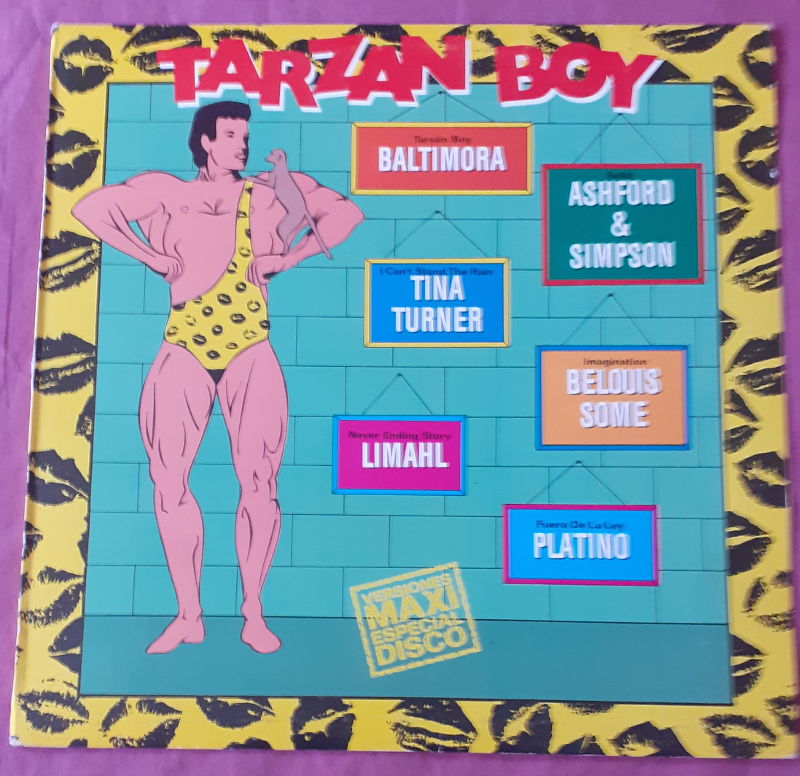 TARZAN BOY
Tarzan Boy
BALTIMORA
Solid
ASHFORD
&
SIMPSON
I Can't Stand The Rain
TINA
TURNER
Imagination
BELOUIS
SOME
Never Ending Story
LIMAHL
Fuera De La Ley
PLATINO
VERSIONES
MAXI
ESPECIAL
DISCO